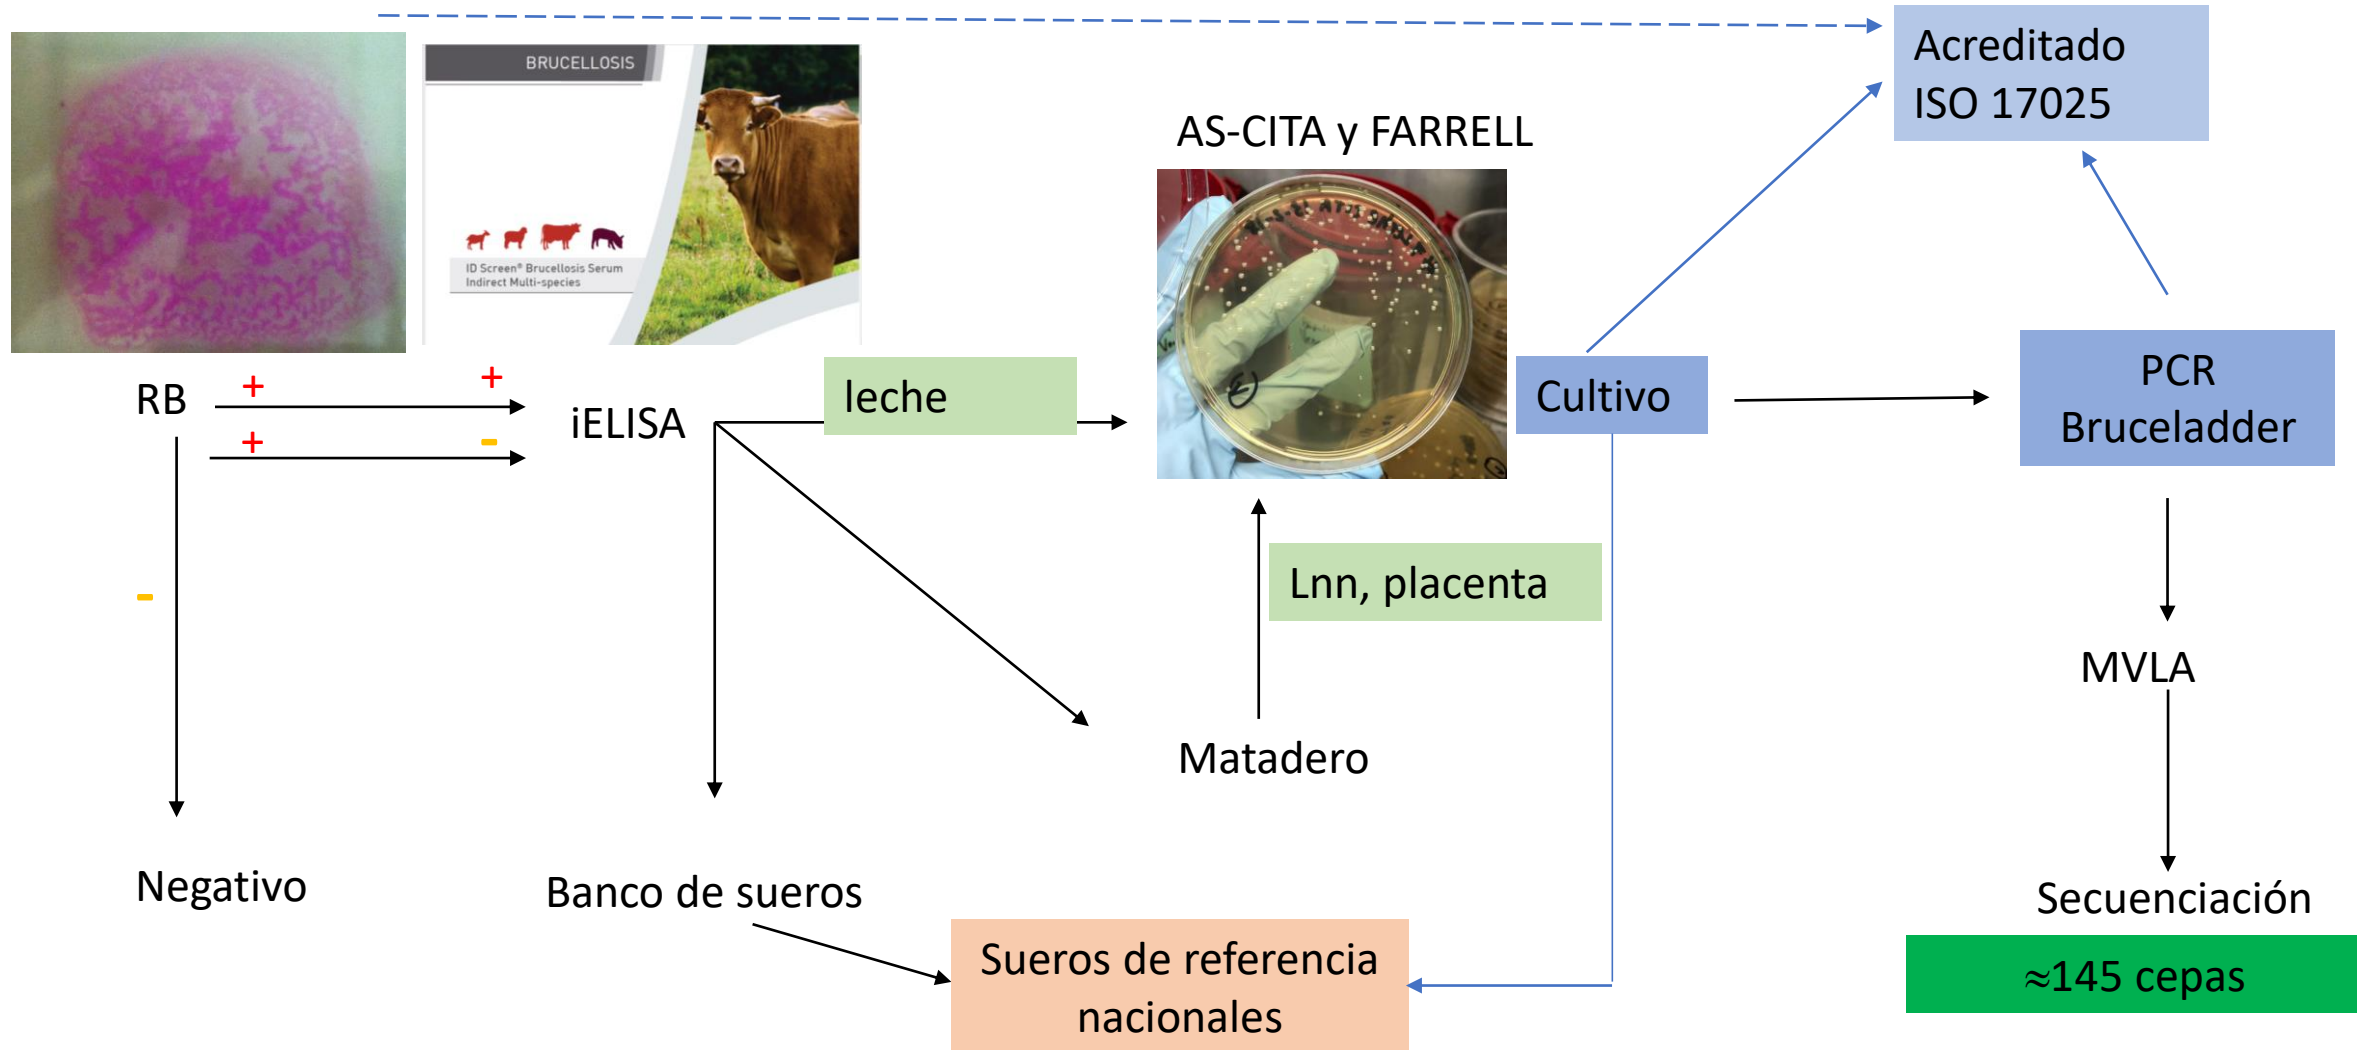 Acreditado
ISO 17025
BRUCELLOSIS
ID Screen® Brucellosis Serum
Indirect Multi-species
AS-CITA y FARRELL
RB
+
+
+
-
iELISA
leche
Cultivo
PCR
Bruceladder
-
Lnn, placenta
MVLA
Matadero
Negativo
Banco de sueros
Secuenciación
Sueros de referencia
nacionales
≈145 cepas